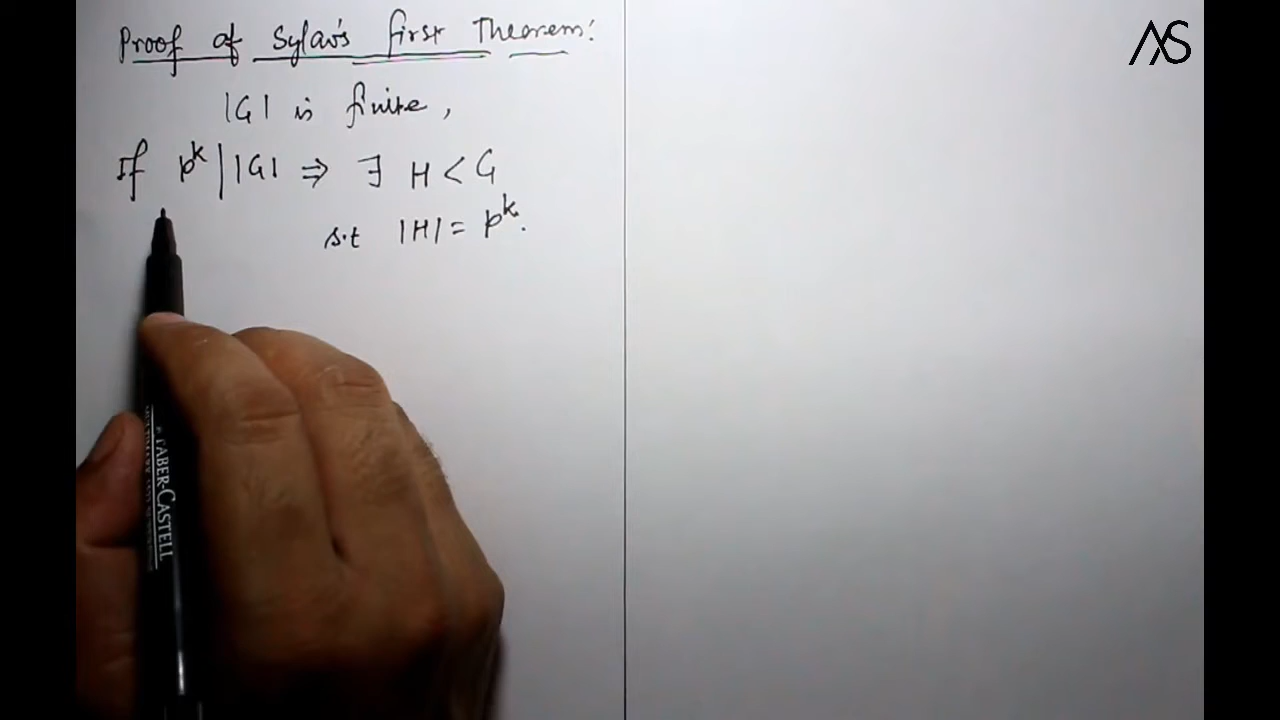 Proof of Sylow's first Theorem:
|G| is finite,
If p^k | |G| ⇒ ∃ H < G
s.t |H| = p^k.
FABER-CASTELL
AS